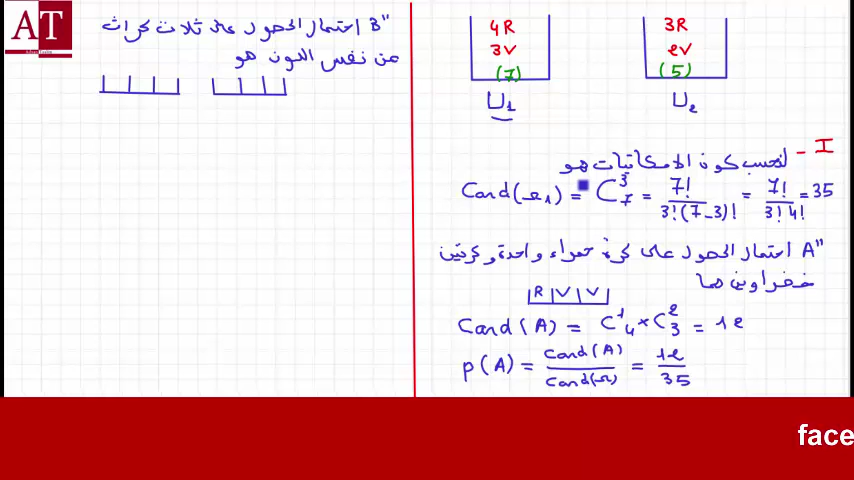 AT
4R
3V
(7)
U1
3R
2V
(5)
U2
I -
لنحسب كون الامكانيات هو
Card(Ω1) = C³₇ = 7! / 3!(7-3)! = 7! / 3!4! = 35
A" احتمال الحصول على كرة حمراء واحدة وكرتين
خضراوين هما
R V V
Card(A) = C¹₄ × C²₃ = 12
p(A) = Card(A) / Card(Ω) = 12 / 35
B" احتمال الحصول على ثلاث كرات
من نفس اللون هو
face